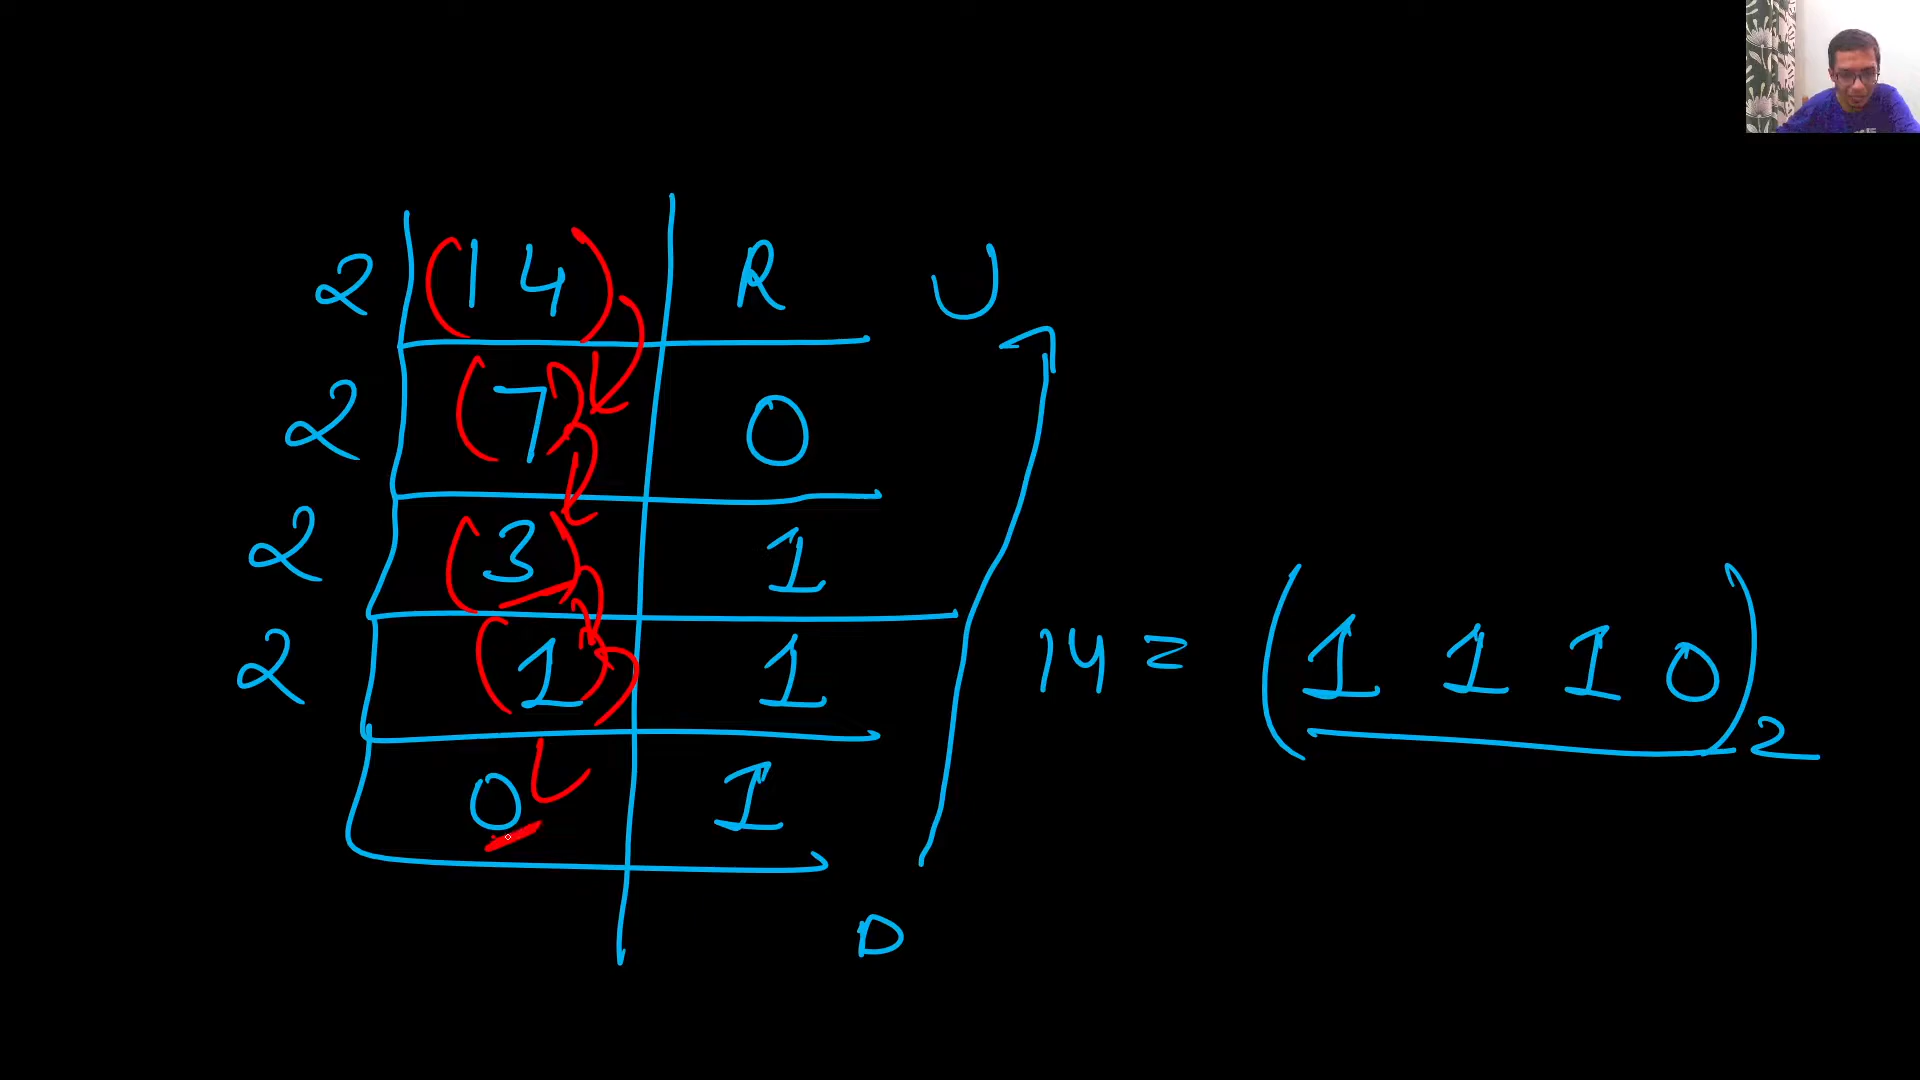 2 (14) R U
2 (7) 0
2 (3) 1
2 (1) 1
14 = (1 1 1 0)2
0 1
D